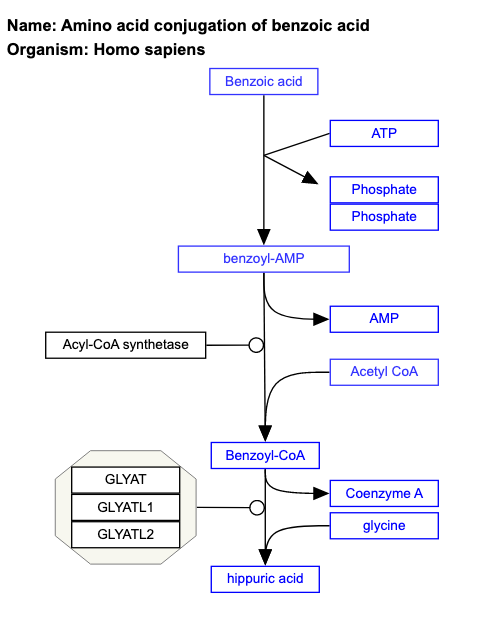 Name: Amino acid conjugation of benzoic acid
Organism: Homo sapiens
Benzoic acid
ATP
Phosphate
Phosphate
benzoyl-AMP
AMP
Acyl-CoA synthetase
Acetyl CoA
Benzoyl-CoA
GLYAT
Coenzyme A
GLYATL1
glycine
GLYATL2
hippuric acid